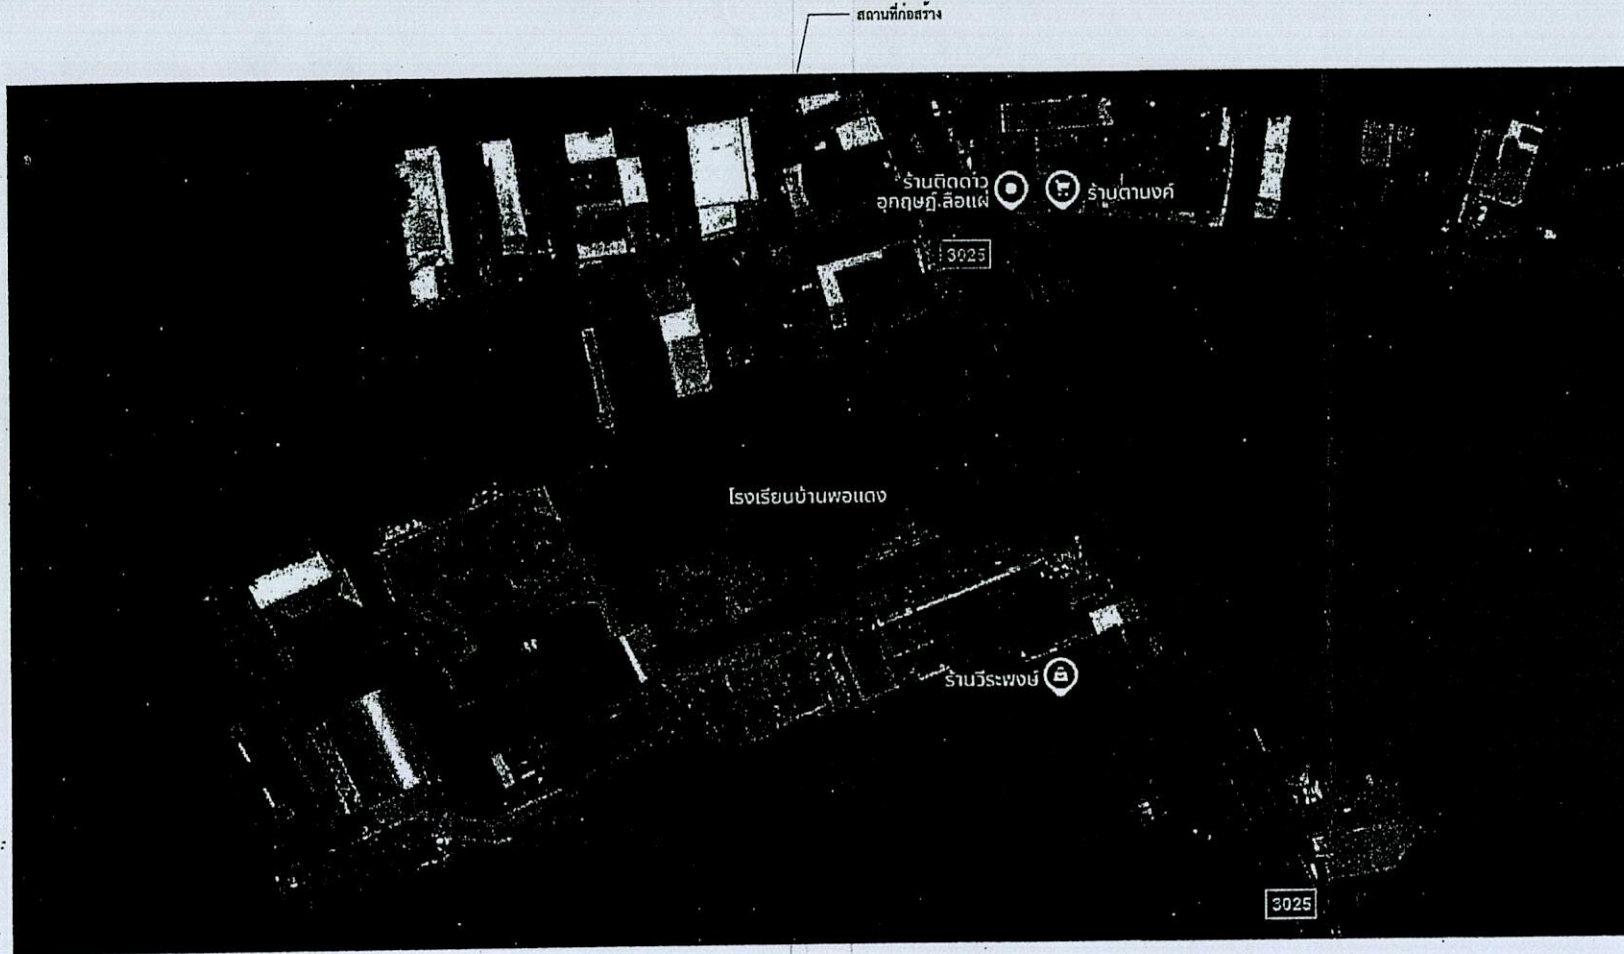 สถานที่ก่อสร้าง
ร้านติดดาว
อุกฤษฎ์.ล้อแม่
ร้านตานงค์
3025
โรงเรียนบ้านพอแดง
ร้านวีระพงษ์
3025